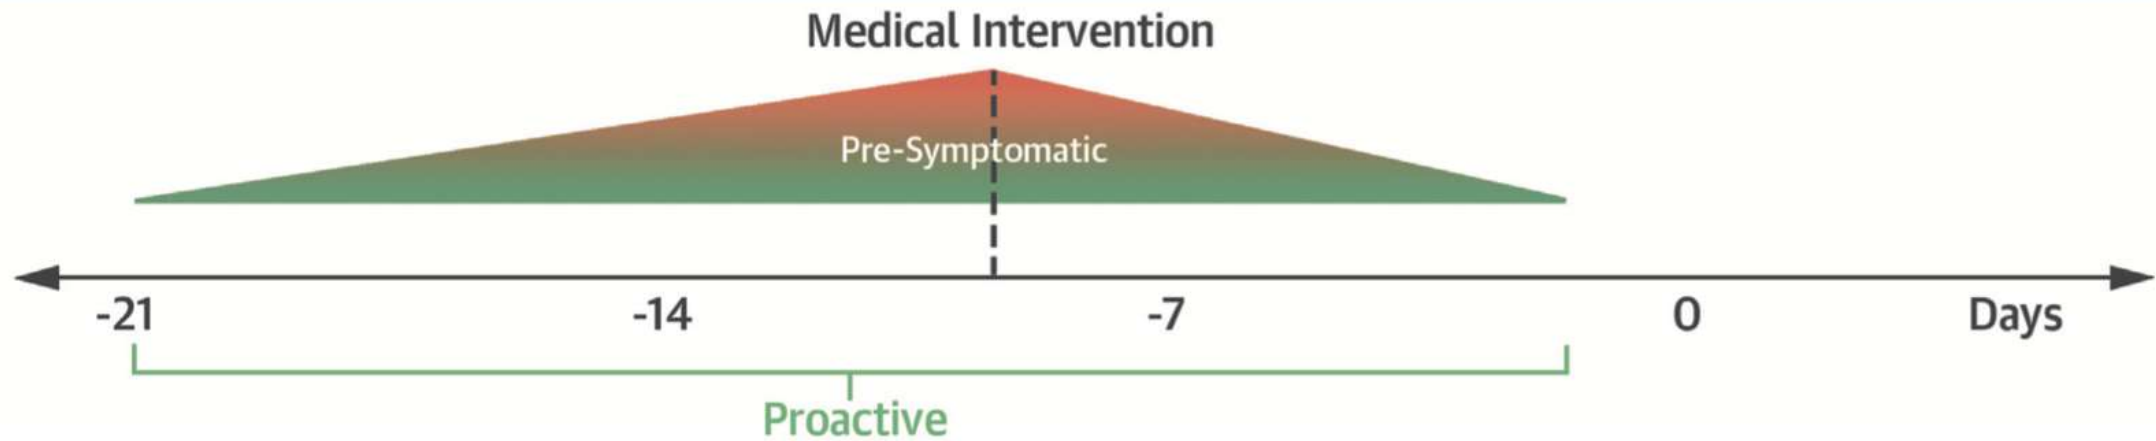 Medical Intervention
Pre-Symptomatic
-21 -14 -7 0 Days
Proactive